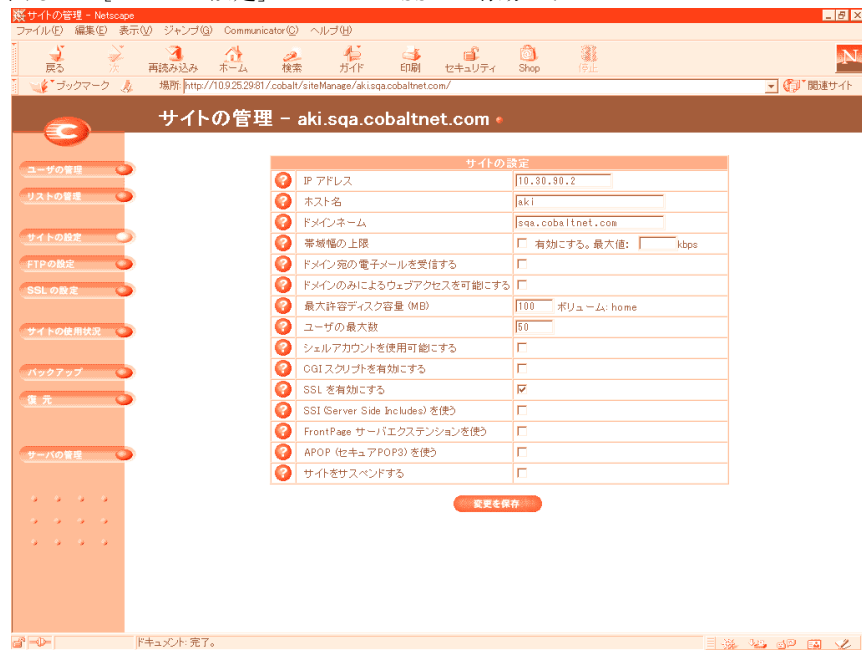 サイトの管理 - Netscape
ファイル(F) 編集(E) 表示(V) ジャンプ(G) Communicator(C) ヘルプ(H)
戻る 次 再読み込み ホーム 検索 ガイド 印刷 セキュリティ Shop 停止
ブックマーク 場所: http://10.9.25.29:81/.cobalt/siteManage/aki.sqa.cobaltnet.com/ 関連サイト
サイトの管理 - aki.sqa.cobaltnet.com
ユーザの管理
リストの管理
サイトの設定
FTPの設定
SSLの設定
サイトの使用状況
バックアップ
復元
サーバの管理
サイトの設定
IP アドレス 10.30.90.2
ホスト名 aki
ドメインネーム sqa.cobaltnet.com
帯域幅の上限 有効にする。最大値: kbps
ドメイン宛の電子メールを受信する
ドメインのみによるウェブアクセスを可能にする
最大許容ディスク容量 (MB) 100 ボリューム: home
ユーザの最大数 50
シェルアカウントを使用可能にする
CGIスクリプトを有効にする
SSL を有効にする
SSI (Server Side Includes) を使う
FrontPage サーバエクステンションを使う
APOP (セキュアPOP3) を使う
サイトをサスペンドする
変更を保存
ドキュメント: 完了。